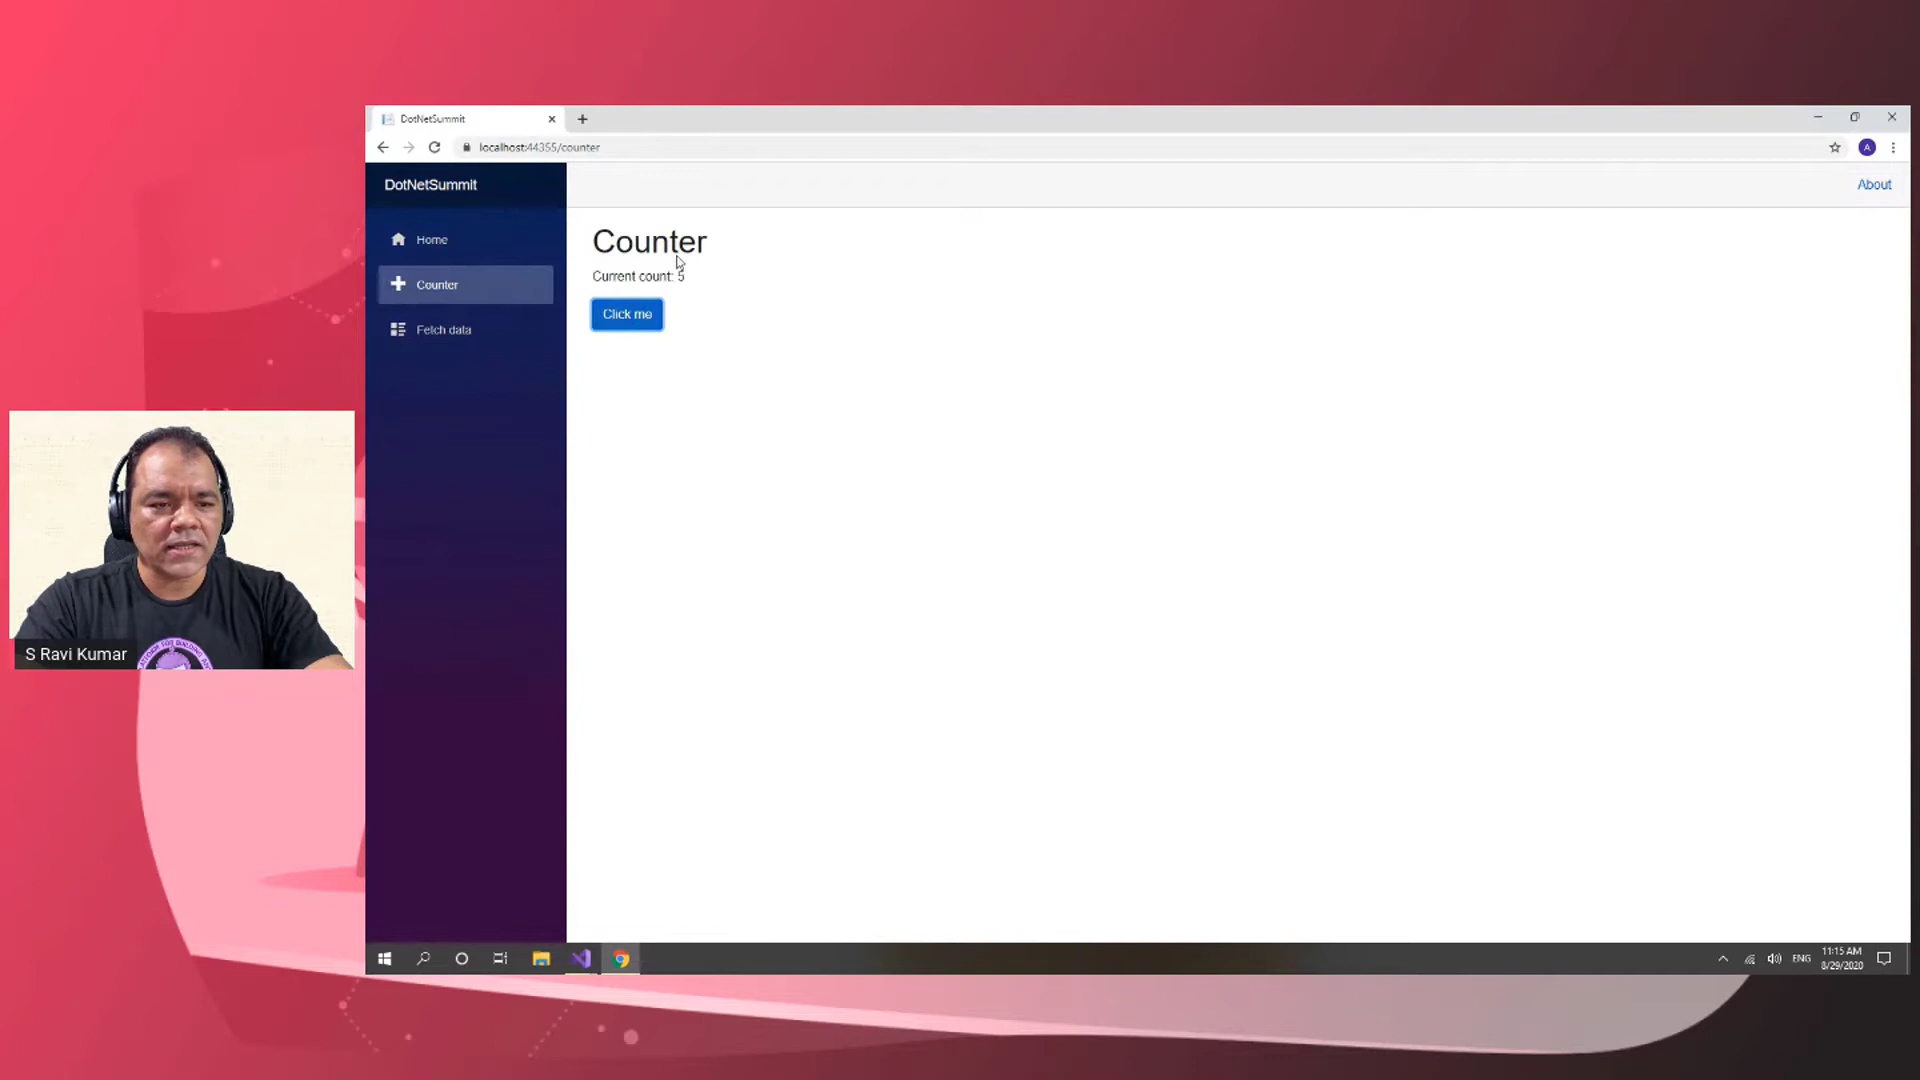 DotNetSummit
localhost:44355/counter
A
DotNetSummit
About
Home
Counter
Fetch data
Counter
Current count: 5
Click me
S Ravi Kumar
ENG
11:15 AM
8/29/2020